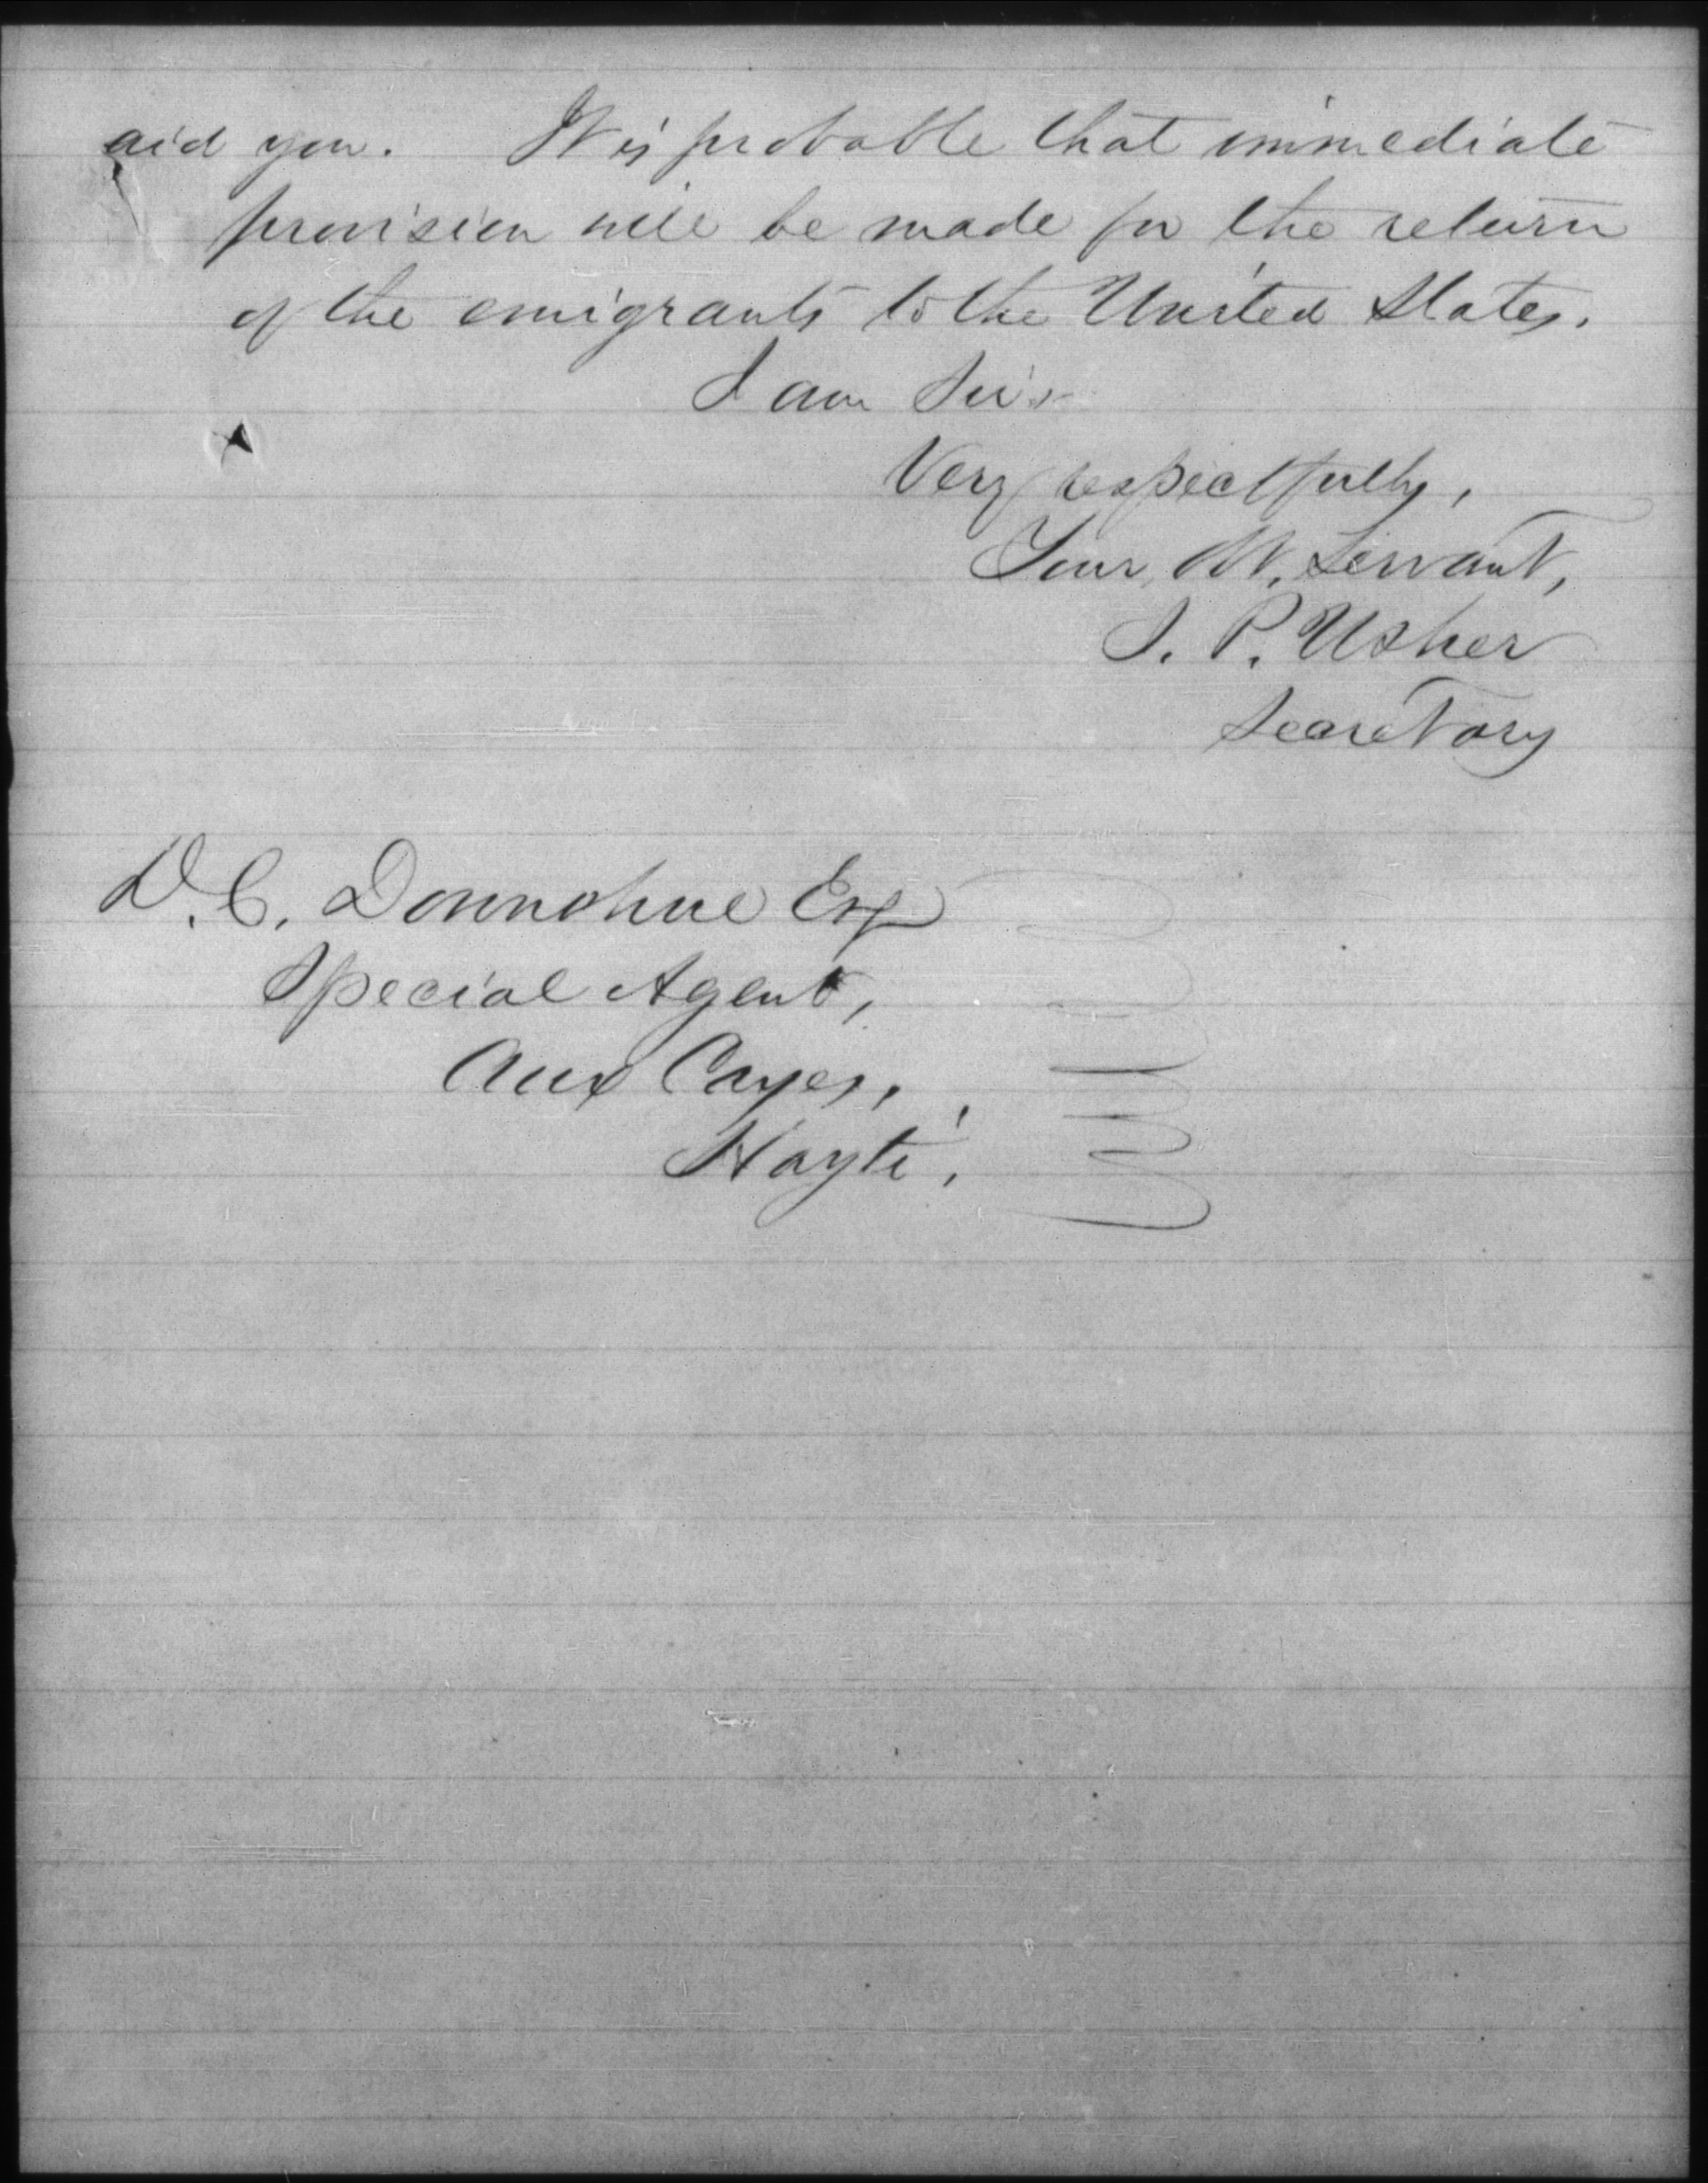 aid you. It is probable that immediate
provision will be made for the return
of the emigrants to the United States.
I am Sir
Very respectfully,
Your Ob. Servant,
J. P. Usher
Secretary
D. C. Donnohue Esq
Special Agent,
Aux Cayes,
Hayti.